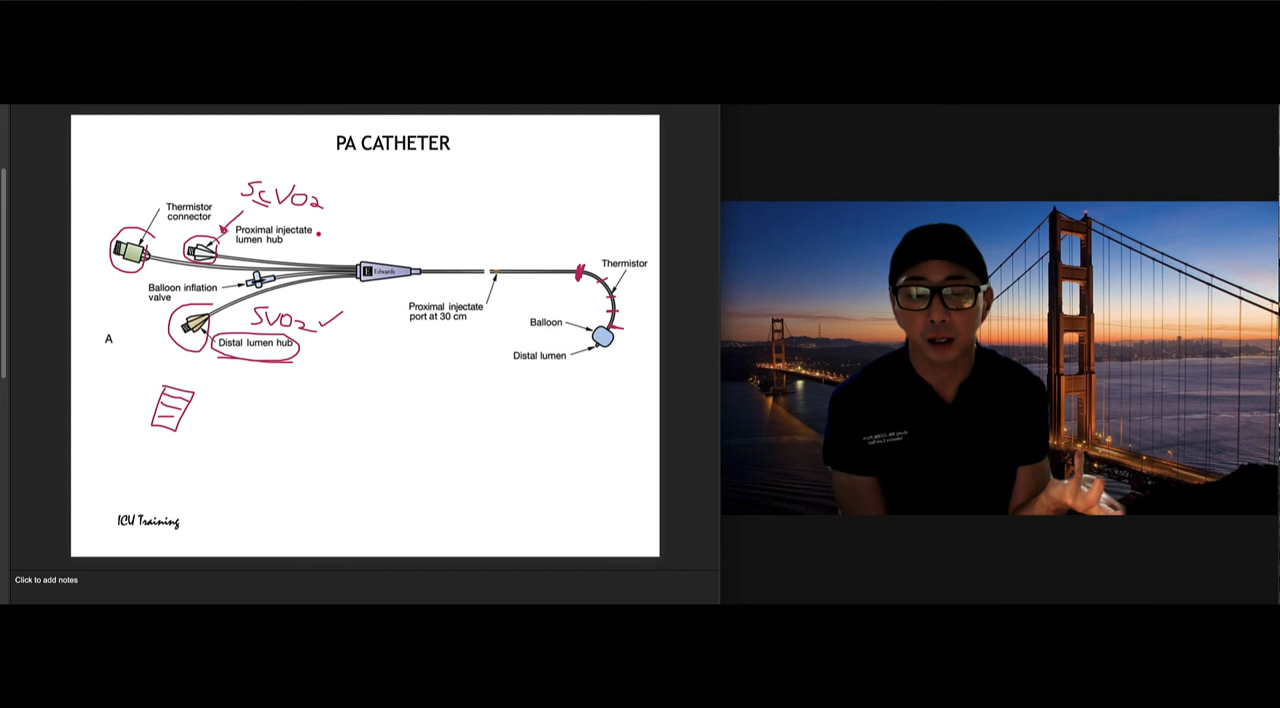 PA CATHETER
ScVO2
Thermistor
connector
Proximal injectate
lumen hub
Edwards
Thermistor
Balloon inflation
valve
Proximal injectate
port at 30 cm
SVO2 ✓
Balloon
A
Distal lumen hub
Distal lumen
ICU Training
Click to add notes